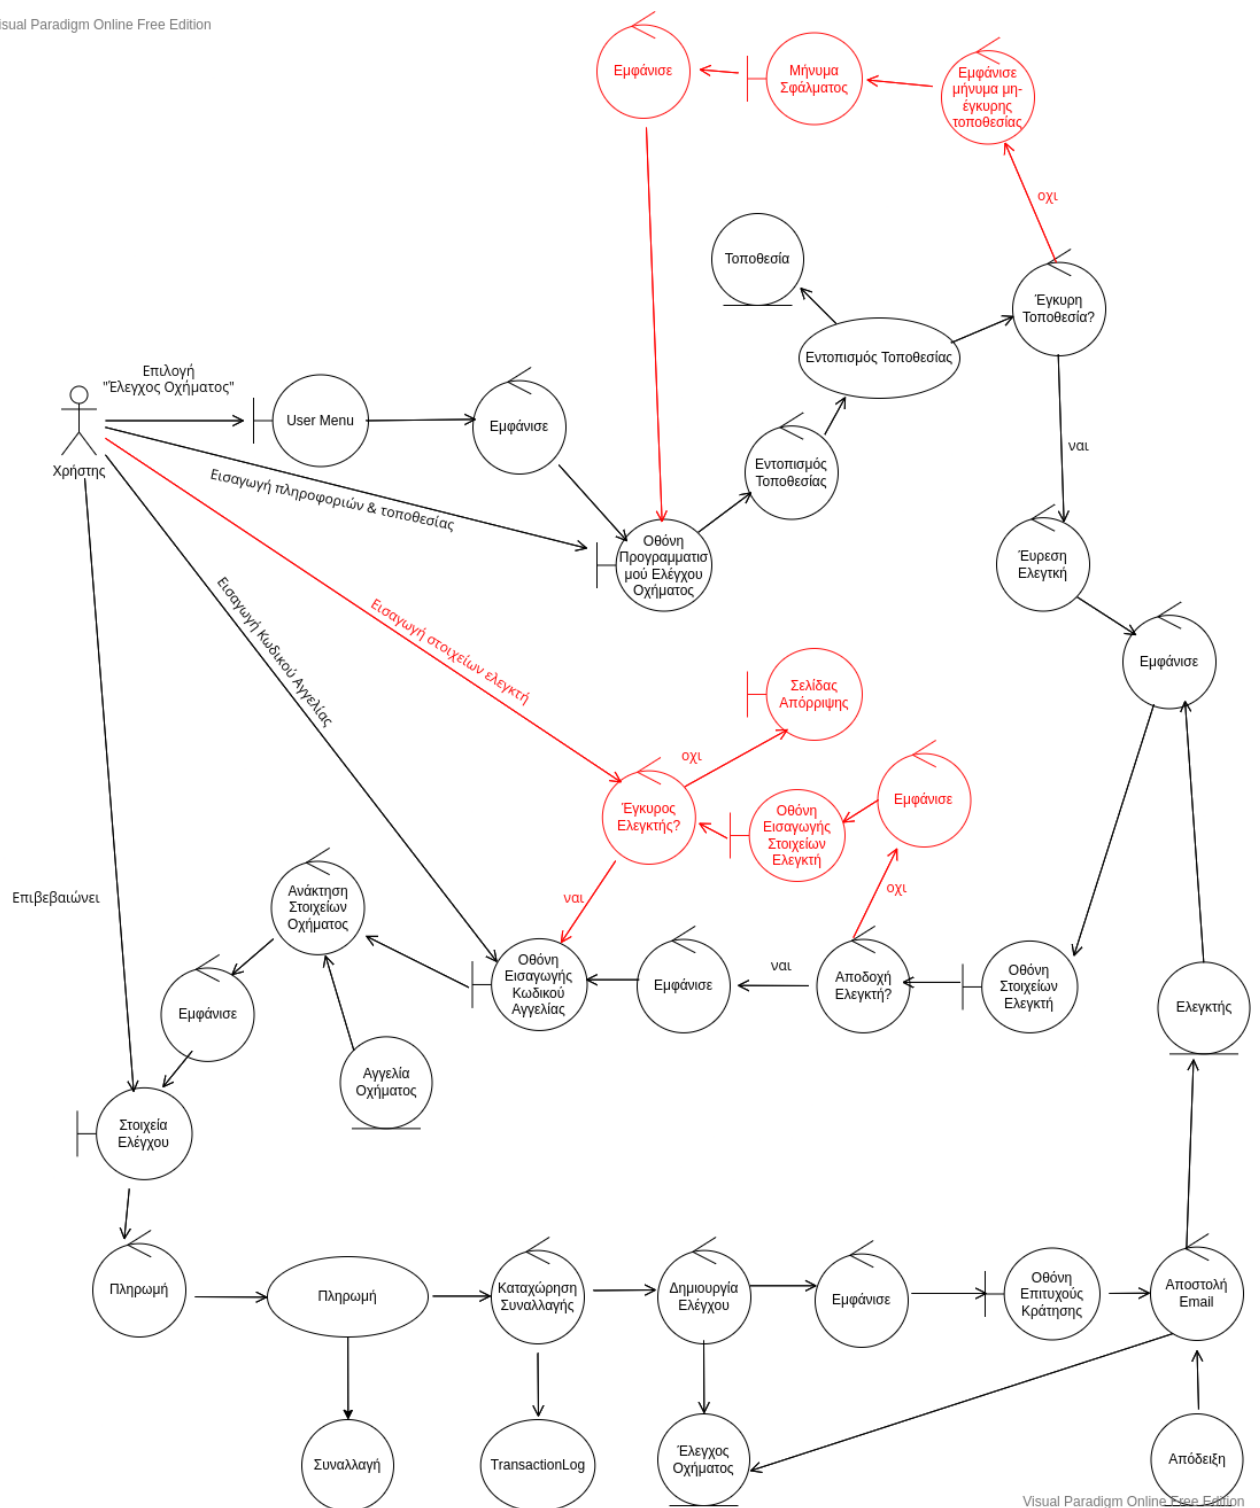 isual Paradigm Online Free Edition
Εμφάνισε
Μήνυμα
Σφάλματος
Εμφάνισε
μήνυμα μη-
έγκυρης
τοποθεσίας
οχι
Τοποθεσία
Έγκυρη
Τοποθεσία?
Εντοπισμός Τοποθεσίας
Επιλογή
"Έλεγχος Οχήματος"
User Menu
Εμφάνισε
Χρήστης
ναι
Εντοπισμός
Τοποθεσίας
Εισαγωγή πληροφοριών & τοποθεσίας
Οθόνη
Προγραμματισ
μού Ελέγχου
Οχήματος
Έυρεση
Ελεγτκή
Εισαγωγή Κωδικού Αγγελίας
Εισαγωγή στοιχείων ελεγκτή
Εμφάνισε
Σελίδας
Απόρριψης
οχι
Έγκυρος
Ελεγκτής?
Οθόνη
Εισαγωγής
Στοιχείων
Ελεγκτή
Εμφάνισε
οχι
ναι
Επιβεβαιώνει
Ανάκτηση
Στοιχείων
Οχήματος
Οθόνη
Εισαγωγής
Κωδικού
Αγγελίας
Εμφάνισε
ναι
Αποδοχή
Ελεγκτή?
Οθόνη
Στοιχείων
Ελεγκτή
Ελεγκτής
Εμφάνισε
Αγγελία
Οχήματος
Στοιχεία
Ελέγχου
Πληρωμή
Πληρωμή
Καταχώρηση
Συναλλαγής
Δημιουργία
Ελέγχου
Εμφάνισε
Οθόνη
Επιτυχούς
Κράτησης
Αποστολή
Email
Συναλλαγή
TransactionLog
Έλεγχος
Οχήματος
Απόδειξη
Visual Paradigm Online Free Edition